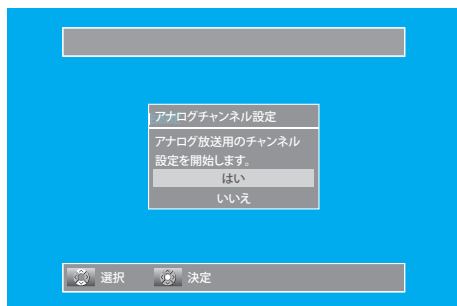 アナログチャンネル設定
アナログ放送用のチャンネル
設定を開始します。
はい
いいえ
選択 決定